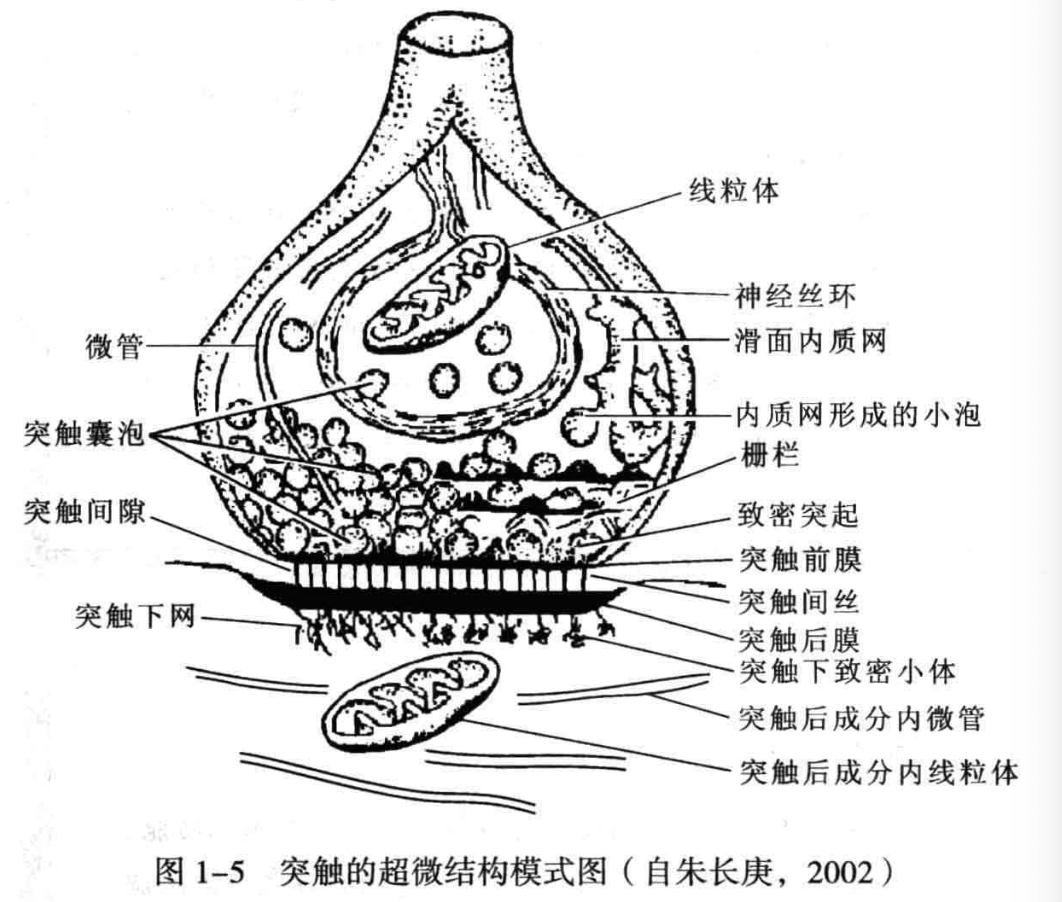 线粒体
神经丝环
微管
滑面内质网
内质网形成的小泡
突触囊泡
栅栏
突触间隙
致密突起
突触前膜
突触间丝
突触下网
突触后膜
突触下致密小体
突触后成分内微管
突触后成分内线粒体
图 1-5 突触的超微结构模式图（自朱长庚，2002）